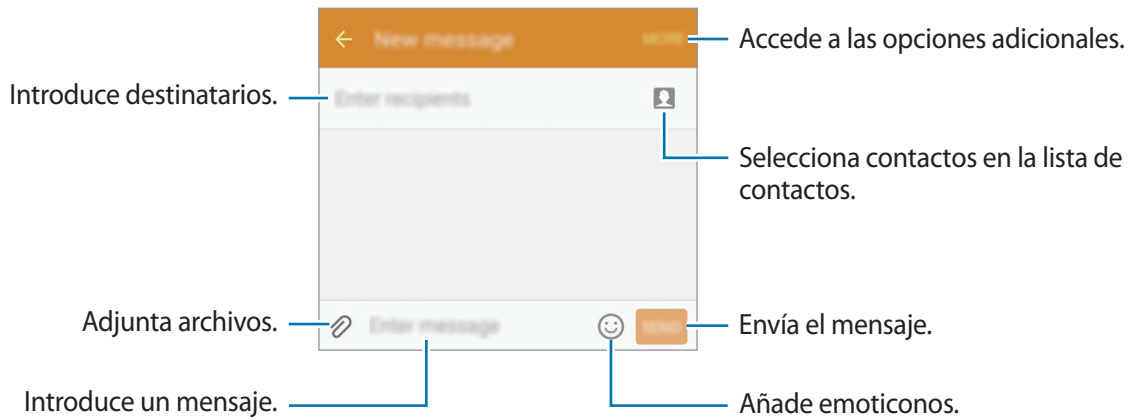 New message
MORE
Accede a las opciones adicionales.
Introduce destinatarios.
Enter recipients
Selecciona contactos en la lista de
contactos.
Adjunta archivos.
Enter message
SEND
Envía el mensaje.
Introduce un mensaje.
Añade emoticonos.